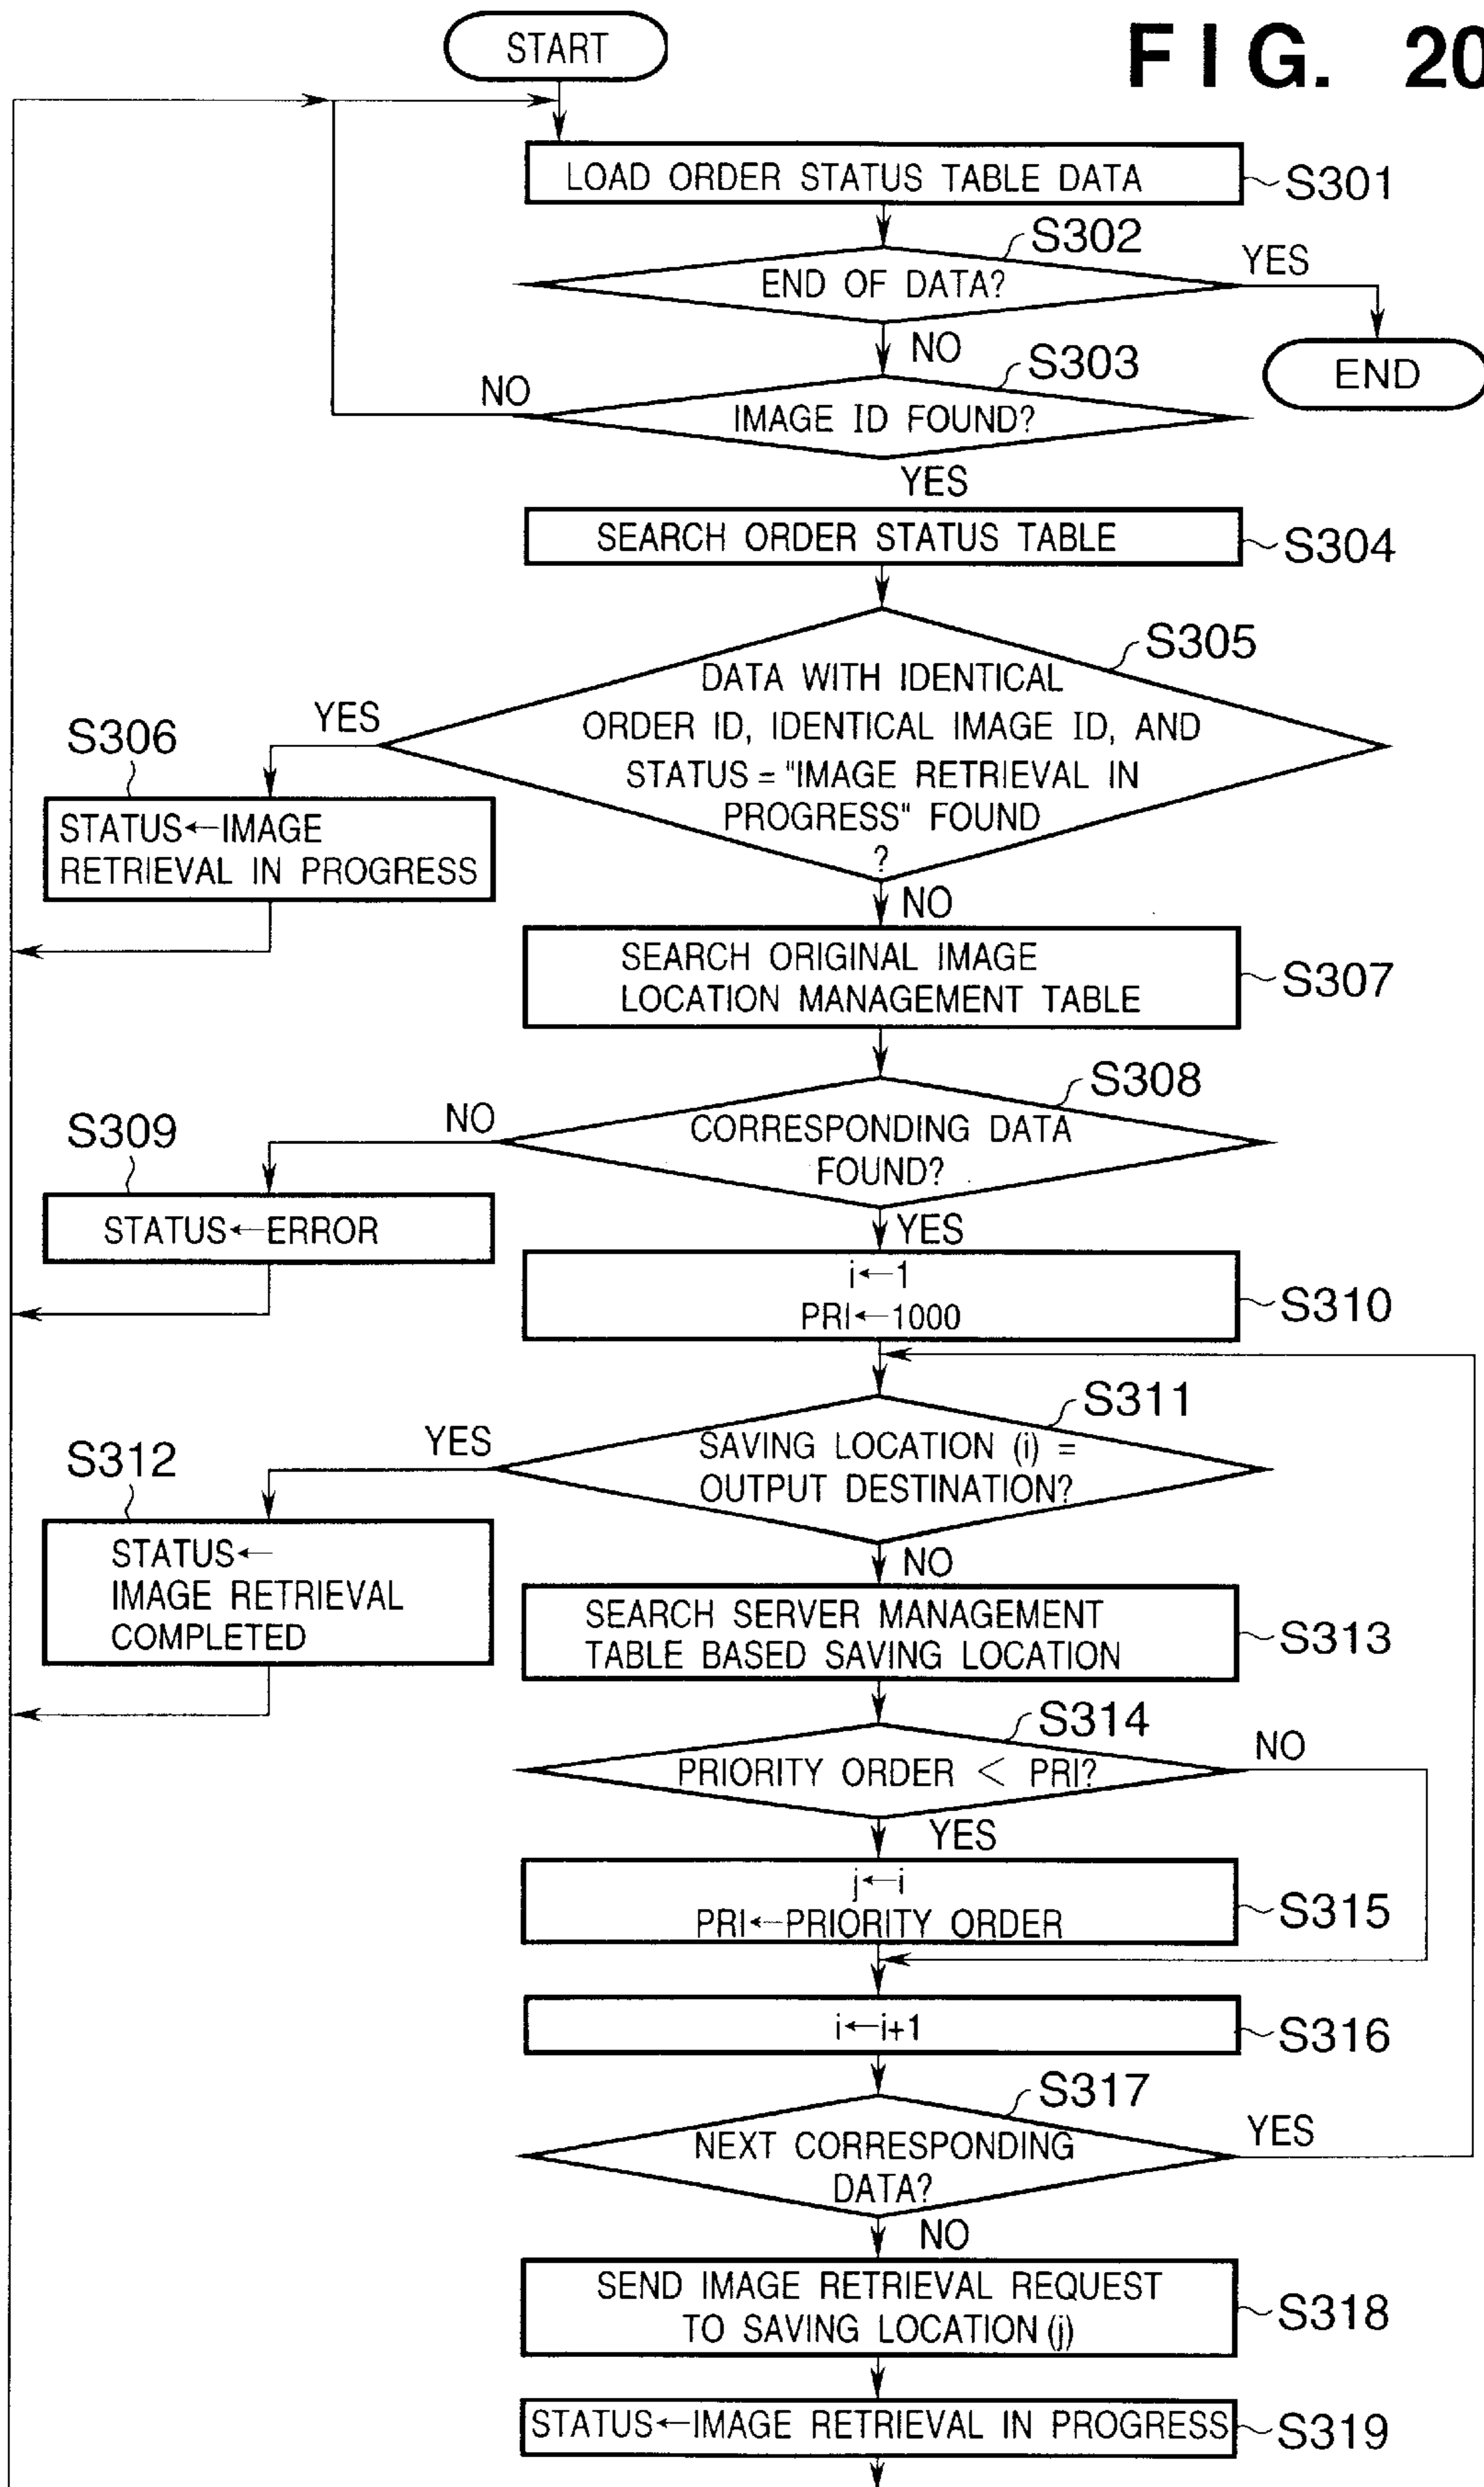 FIG. 20
START
LOAD ORDER STATUS TABLE DATA
S301
S302
END OF DATA?
YES
END
NO
S303
NO
IMAGE ID FOUND?
YES
SEARCH ORDER STATUS TABLE
S304
S305
DATA WITH IDENTICAL
ORDER ID, IDENTICAL IMAGE ID, AND
STATUS = "IMAGE RETRIEVAL IN
PROGRESS" FOUND
?
YES
S306
STATUS←IMAGE
RETRIEVAL IN PROGRESS
NO
SEARCH ORIGINAL IMAGE
LOCATION MANAGEMENT TABLE
S307
S308
CORRESPONDING DATA
FOUND?
NO
S309
STATUS←ERROR
YES
i←1
PRI←1000
S310
S311
SAVING LOCATION (i) =
OUTPUT DESTINATION?
YES
S312
STATUS←
IMAGE RETRIEVAL
COMPLETED
NO
SEARCH SERVER MANAGEMENT
TABLE BASED SAVING LOCATION
S313
S314
PRIORITY ORDER < PRI?
NO
YES
j←i
PRI←PRIORITY ORDER
S315
i←i+1
S316
S317
NEXT CORRESPONDING
DATA?
YES
NO
SEND IMAGE RETRIEVAL REQUEST
TO SAVING LOCATION (j)
S318
STATUS←IMAGE RETRIEVAL IN PROGRESS
S319